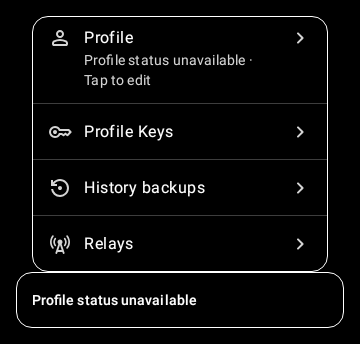 Profile
Profile status unavailable ·
Tap to edit
Profile Keys
History backups
Relays
Profile status unavailable